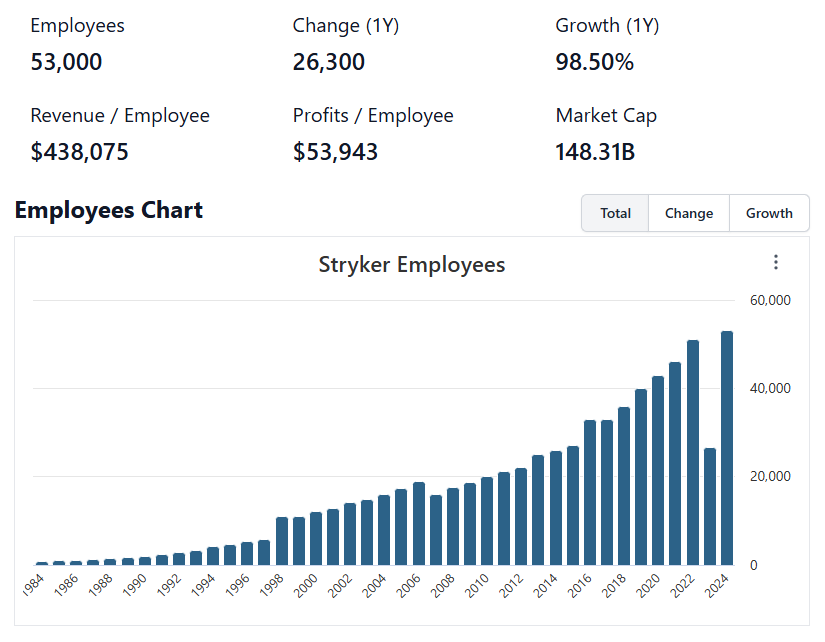 Employees Change (1Y) Growth (1Y)
53,000 26,300 98.50%
Revenue / Employee Profits / Employee Market Cap
$438,075 $53,943 148.31B
Employees Chart Total Change Growth
Stryker Employees
60,000
40,000
20,000
0
1984 1986 1988 1990 1992 1994 1996 1998 2000 2002 2004 2006 2008 2010 2012 2014 2016 2018 2020 2022 2024